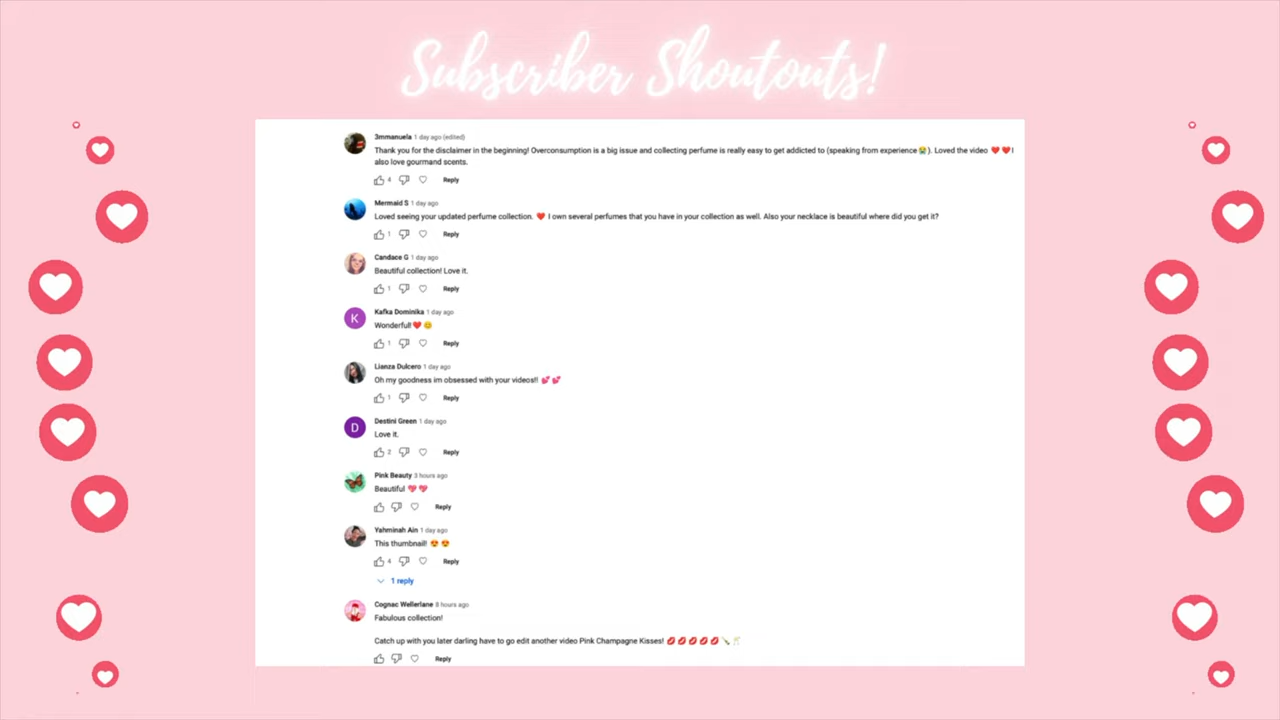 Subscriber Shoutouts!
3mmanuela 1 day ago (edited)
Thank you for the disclaimer in the beginning! Overconsumption is a big issue and collecting perfume is really easy to get addicted to (speaking from experience 😭). Loved the video ❤️ ❤️ I
also love gourmand scents.
4 Reply
Mermaid S 1 day ago
Loved seeing your updated perfume collection. ❤️ I own several perfumes that you have in your collection as well. Also your necklace is beautiful where did you get it?
1 Reply
Candace G 1 day ago
Beautiful collection! Love it.
1 Reply
K
Kafka Dominika 1 day ago
Wonderful! ❤️ 😊
1 Reply
Lianza Dulcero 1 day ago
Oh my goodness im obsessed with your videos!! 💕 💕
1 Reply
D
Destini Green 1 day ago
Love it.
2 Reply
Pink Beauty 3 hours ago
Beautiful 💖 💖
Reply
Yahminah Ain 1 day ago
This thumbnail! 😍 😍
4 Reply
1 reply
Cognac Wellerlane 8 hours ago
Fabulous collection!
Catch up with you later darling have to go edit another video Pink Champagne Kisses! 💋 💋 💋 💋 💋 🍾 🥂
Reply